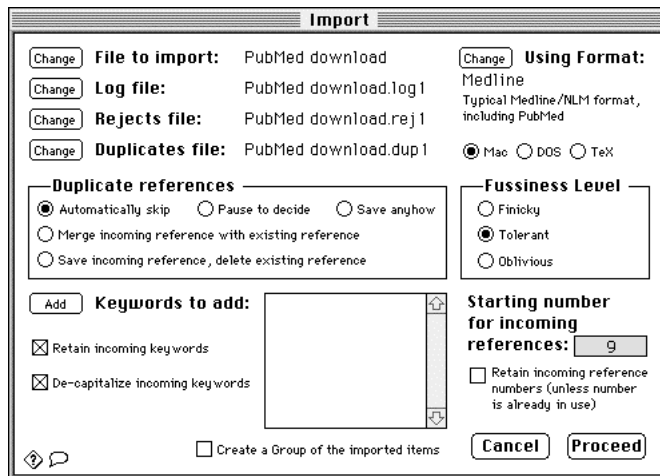 Import
Change File to import: PubMed download
Change Log file: PubMed download.log1
Change Rejects file: PubMed download.rej1
Change Duplicates file: PubMed download.dup1
Change Using Format:
Medline
Typical Medline/NLM format,
including PubMed
Mac DOS TeX
Duplicate references
Automatically skip Pause to decide Save anyhow
Merge incoming reference with existing reference
Save incoming reference, delete existing reference
Fussiness Level
Finicky
Tolerant
Oblivious
Add Keywords to add:
Retain incoming keywords
De-capitalize incoming keywords
Starting number
for incoming
references: 9
Retain incoming reference
numbers (unless number
is already in use)
?
Create a Group of the imported items
Cancel Proceed